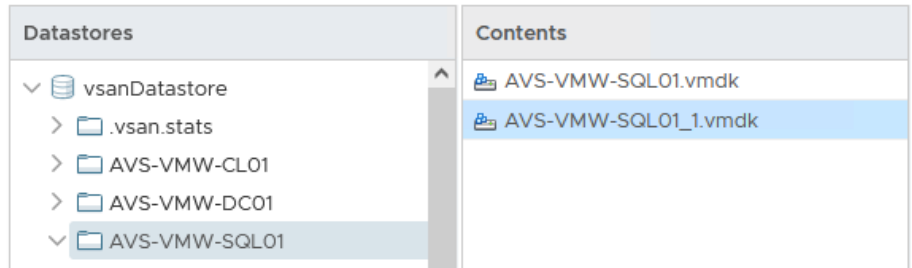 Datastores
vsanDatastore
.vsan.stats
AVS-VMW-CL01
AVS-VMW-DC01
AVS-VMW-SQL01
Contents
AVS-VMW-SQL01.vmdk
AVS-VMW-SQL01_1.vmdk